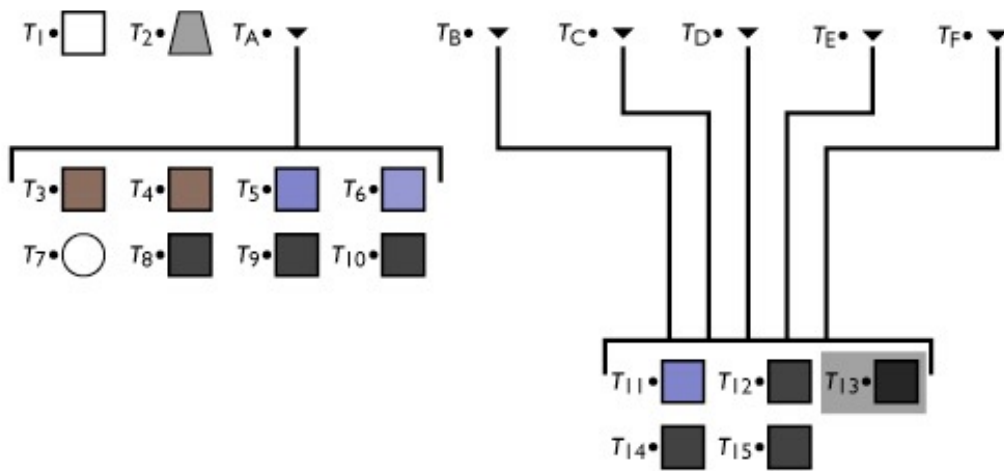 T1 T2 TA TB TC TD TE TF
T3 T4 T5 T6
T7 T8 T9 T10
T11 T12 T13
T14 T15